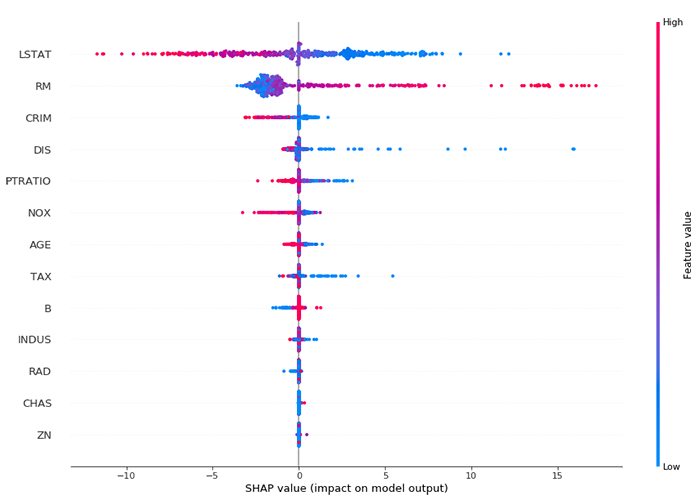 High
LSTAT
RM
CRIM
DIS
PTRATIO
NOX
AGE
TAX
B
INDUS
RAD
CHAS
ZN
Feature value
Low
−10 −5 0 5 10 15
SHAP value (impact on model output)